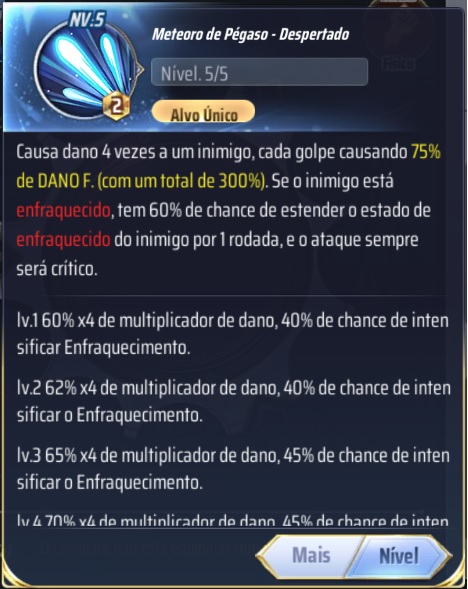 NV.5
Meteoro de Pégaso - Despertado
Nível. 5/5
2
Alvo Único
Causa dano 4 vezes a um inimigo, cada golpe causando 75%
de DANO F. (com um total de 300%). Se o inimigo está
enfraquecido, tem 60% de chance de estender o estado de
enfraquecido do inimigo por 1 rodada, e o ataque sempre
será crítico.
lv.1 60% x4 de multiplicador de dano, 40% de chance de inten
sificar Enfraquecimento.
lv.2 62% x4 de multiplicador de dano, 40% de chance de inten
sificar o Enfraquecimento.
lv.3 65% x4 de multiplicador de dano, 45% de chance de inten
sificar o Enfraquecimento.
lv.4 70% x4 de multiplicador de dano, 45% de chance de inten
Mais
Nível